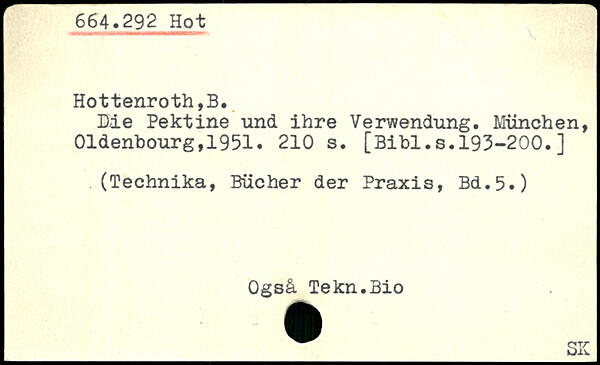 664.292 Hot
Hottenroth,B.
Die Pektine und ihre Verwendung. München,
Oldenbourg,1951. 210 s. [Bibl.s.193-200.]
(Technika, Bücher der Praxis, Bd.5.)
Også Tekn.Bio
SK